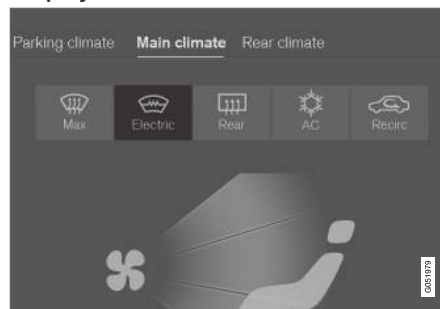 Parking climate Main climate Rear climate
Max Electric Rear AC Recirc
G051979